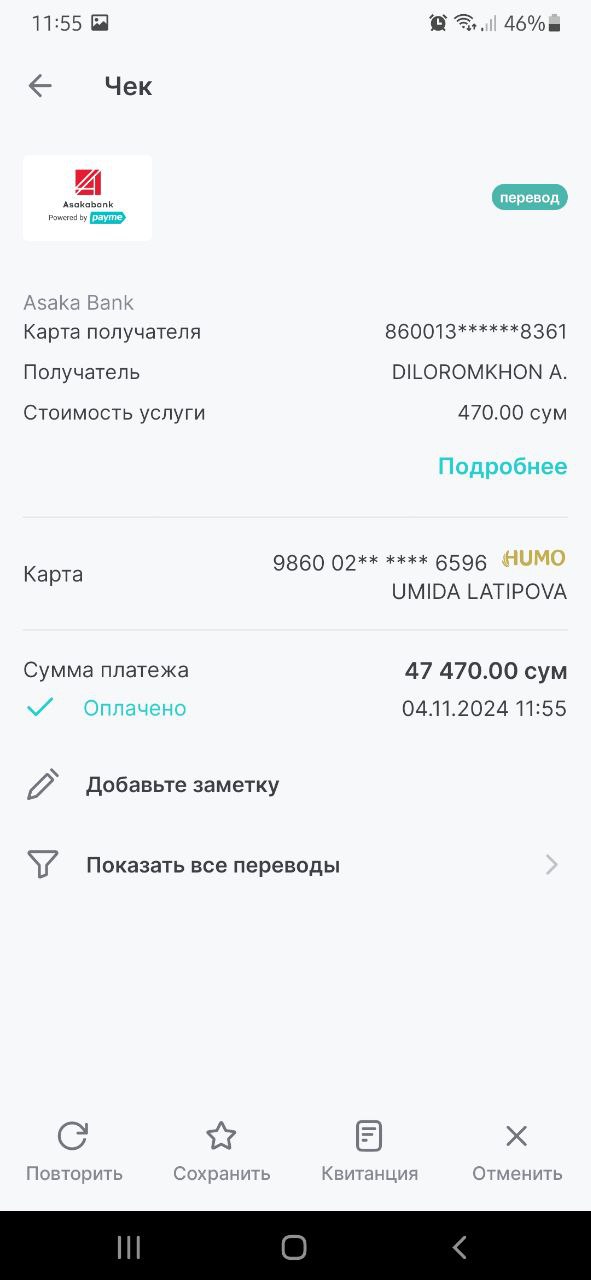 11:55 46%
Чек
Asakabank
Powered by payme
перевод
Asaka Bank
Карта получателя 860013******8361
Получатель DILOROMKHON A.
Стоимость услуги 470.00 сум
Подробнее
Карта 9860 02** **** 6596 HUMO
UMIDA LATIPOVA
Сумма платежа 47 470.00 сум
Оплачено 04.11.2024 11:55
Добавьте заметку
Показать все переводы
Повторить Сохранить Квитанция Отменить